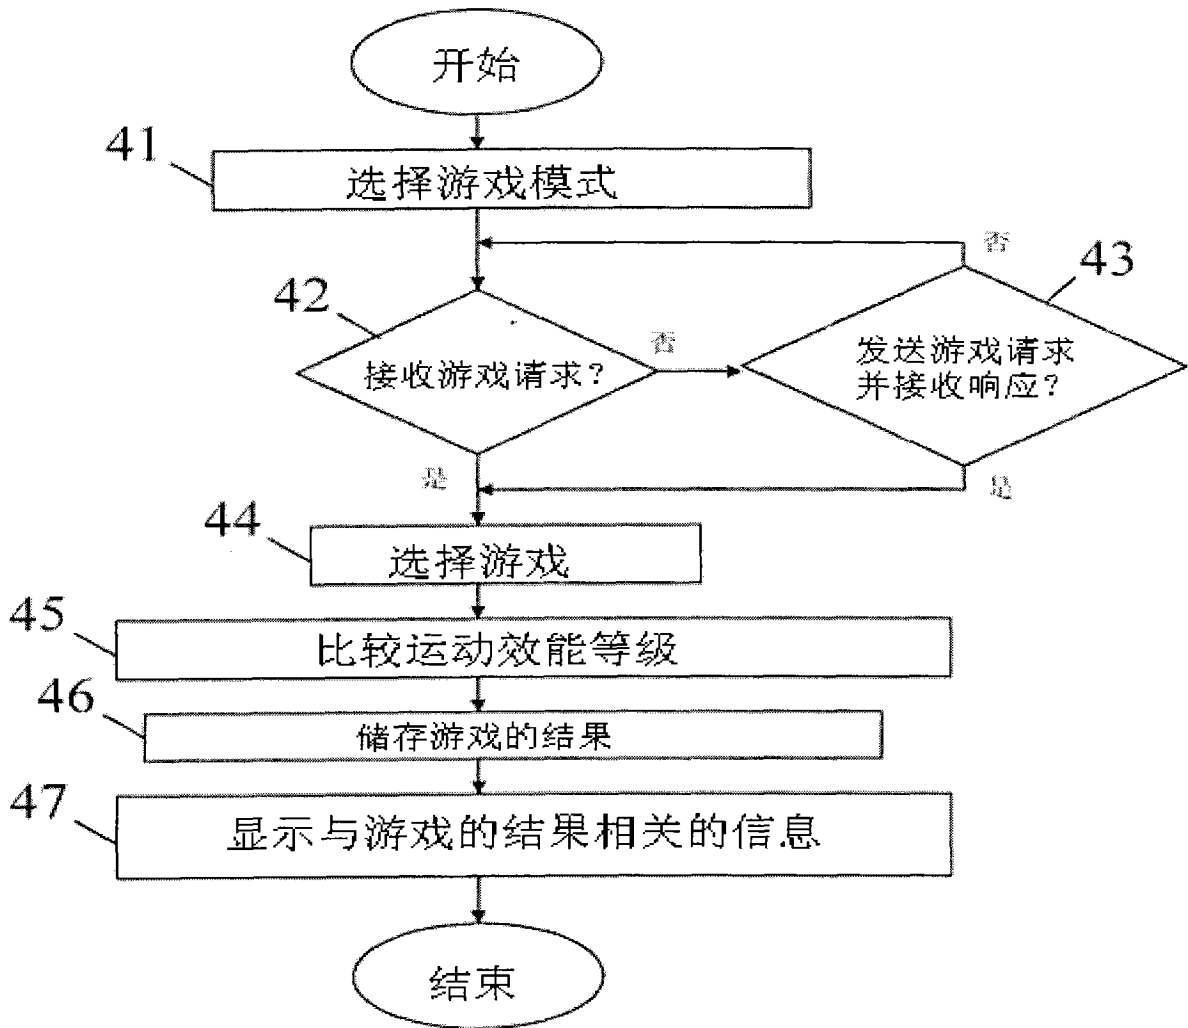 开始
41
选择游戏模式
否
43
42
否
接收游戏请求?
发送游戏请求
并接收响应?
是
是
44
选择游戏
45
比较运动效能等级
46
储存游戏的结果
47
显示与游戏的结果相关的信息
结束